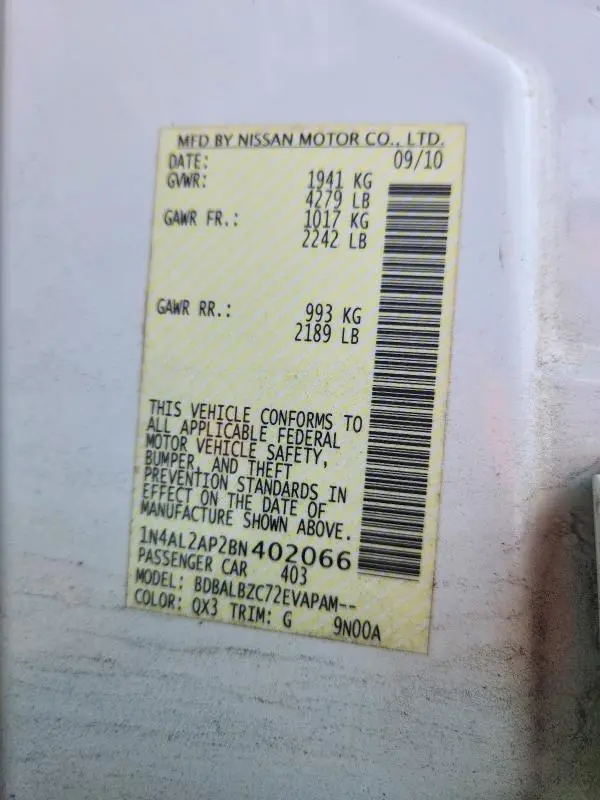 MFD BY NISSAN MOTOR CO., LTD.
DATE: 09/10
GVWR: 1941 KG
4279 LB
GAWR FR.: 1017 KG
2242 LB
GAWR RR.: 993 KG
2189 LB
THIS VEHICLE CONFORMS TO
ALL APPLICABLE FEDERAL
MOTOR VEHICLE SAFETY,
BUMPER, AND THEFT
PREVENTION STANDARDS IN
EFFECT ON THE DATE OF
MANUFACTURE SHOWN ABOVE.
1N4AL2AP2BN402066
PASSENGER CAR 403
MODEL: BDBALBZC72EVAPAM--
COLOR: QX3 TRIM: G 9N00A